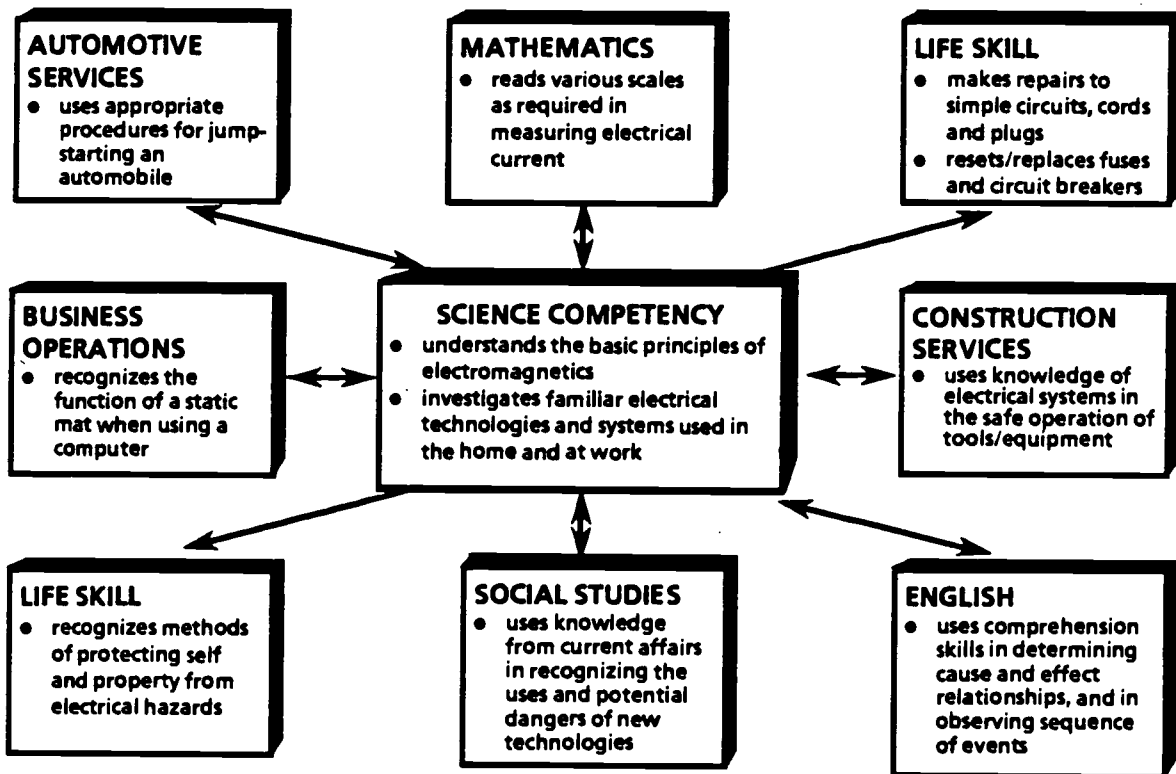 AUTOMOTIVE
SERVICES
● uses appropriate
procedures for jump-
starting an
automobile
MATHEMATICS
● reads various scales
as required in
measuring electrical
current
LIFE SKILL
● makes repairs to
simple circuits, cords
and plugs
● resets/replaces fuses
and circuit breakers
BUSINESS
OPERATIONS
● recognizes the
function of a static
mat when using a
computer
SCIENCE COMPETENCY
● understands the basic principles of
electromagnetics
● investigates familiar electrical
technologies and systems used in
the home and at work
CONSTRUCTION
SERVICES
● uses knowledge of
electrical systems in
the safe operation of
tools/equipment
LIFE SKILL
● recognizes methods
of protecting self
and property from
electrical hazards
SOCIAL STUDIES
● uses knowledge
from current affairs
in recognizing the
uses and potential
dangers of new
technologies
ENGLISH
● uses comprehension
skills in determining
cause and effect
relationships, and in
observing sequence
of events